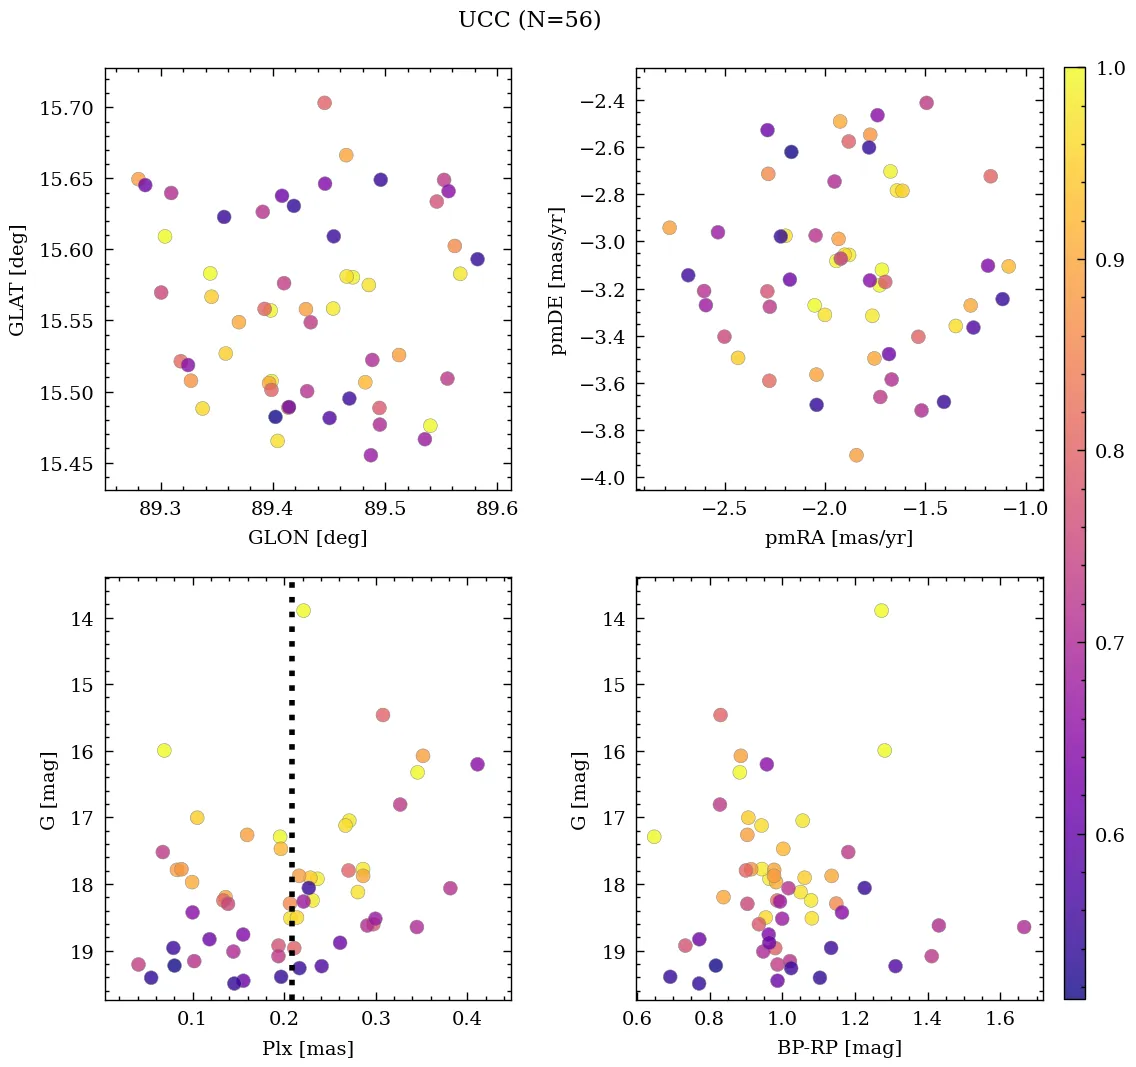 UCC (N=56)
15.70
15.65
15.60
15.55
15.50
15.45
GLAT [deg]
89.3 89.4 89.5 89.6
GLON [deg]
−2.4
−2.6
−2.8
−3.0
−3.2
−3.4
−3.6
−3.8
−4.0
pmDE [mas/yr]
−2.5 −2.0 −1.5 −1.0
pmRA [mas/yr]
14
15
16
17
18
19
G [mag]
0.1 0.2 0.3 0.4
Plx [mas]
14
15
16
17
18
19
G [mag]
0.6 0.8 1.0 1.2 1.4 1.6
BP-RP [mag]
1.0
0.9
0.8
0.7
0.6